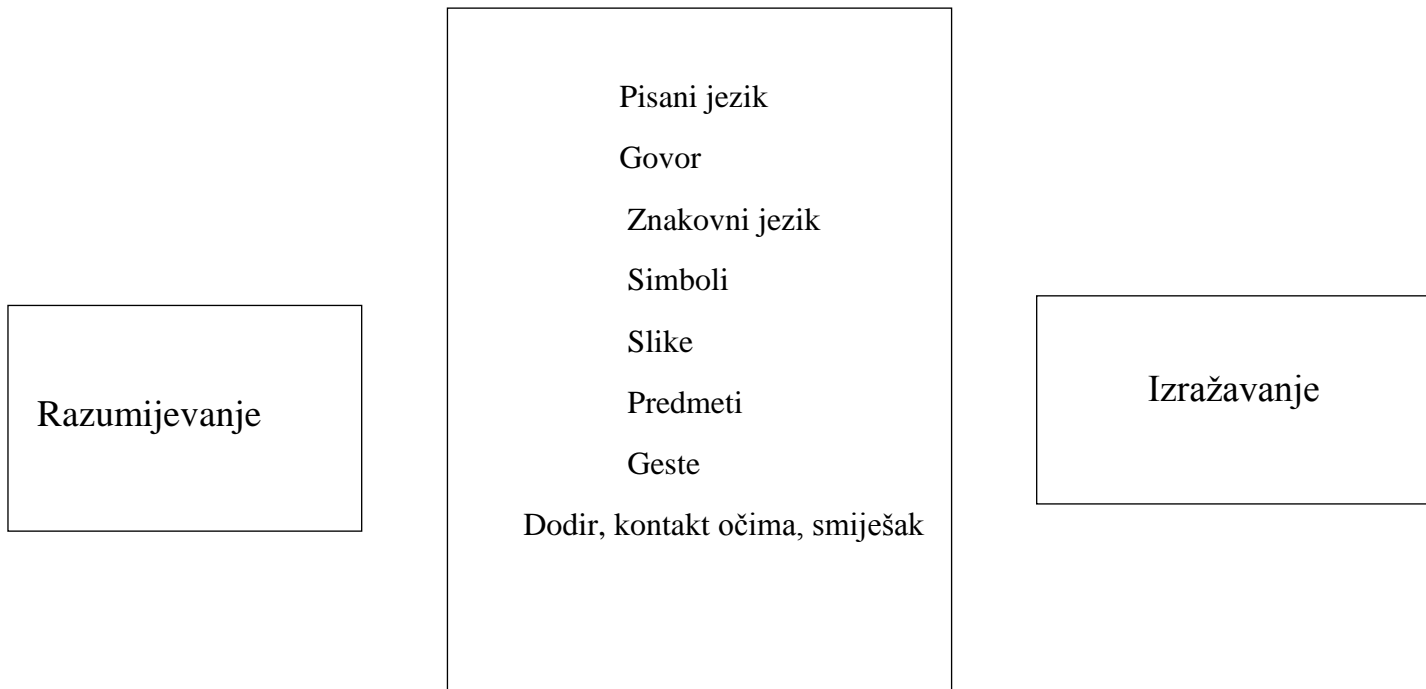 Razumijevanje
Pisani jezik
Govor
Znakovni jezik
Simboli
Slike
Predmeti
Geste
Dodir, kontakt očima, smiješak
Izražavanje